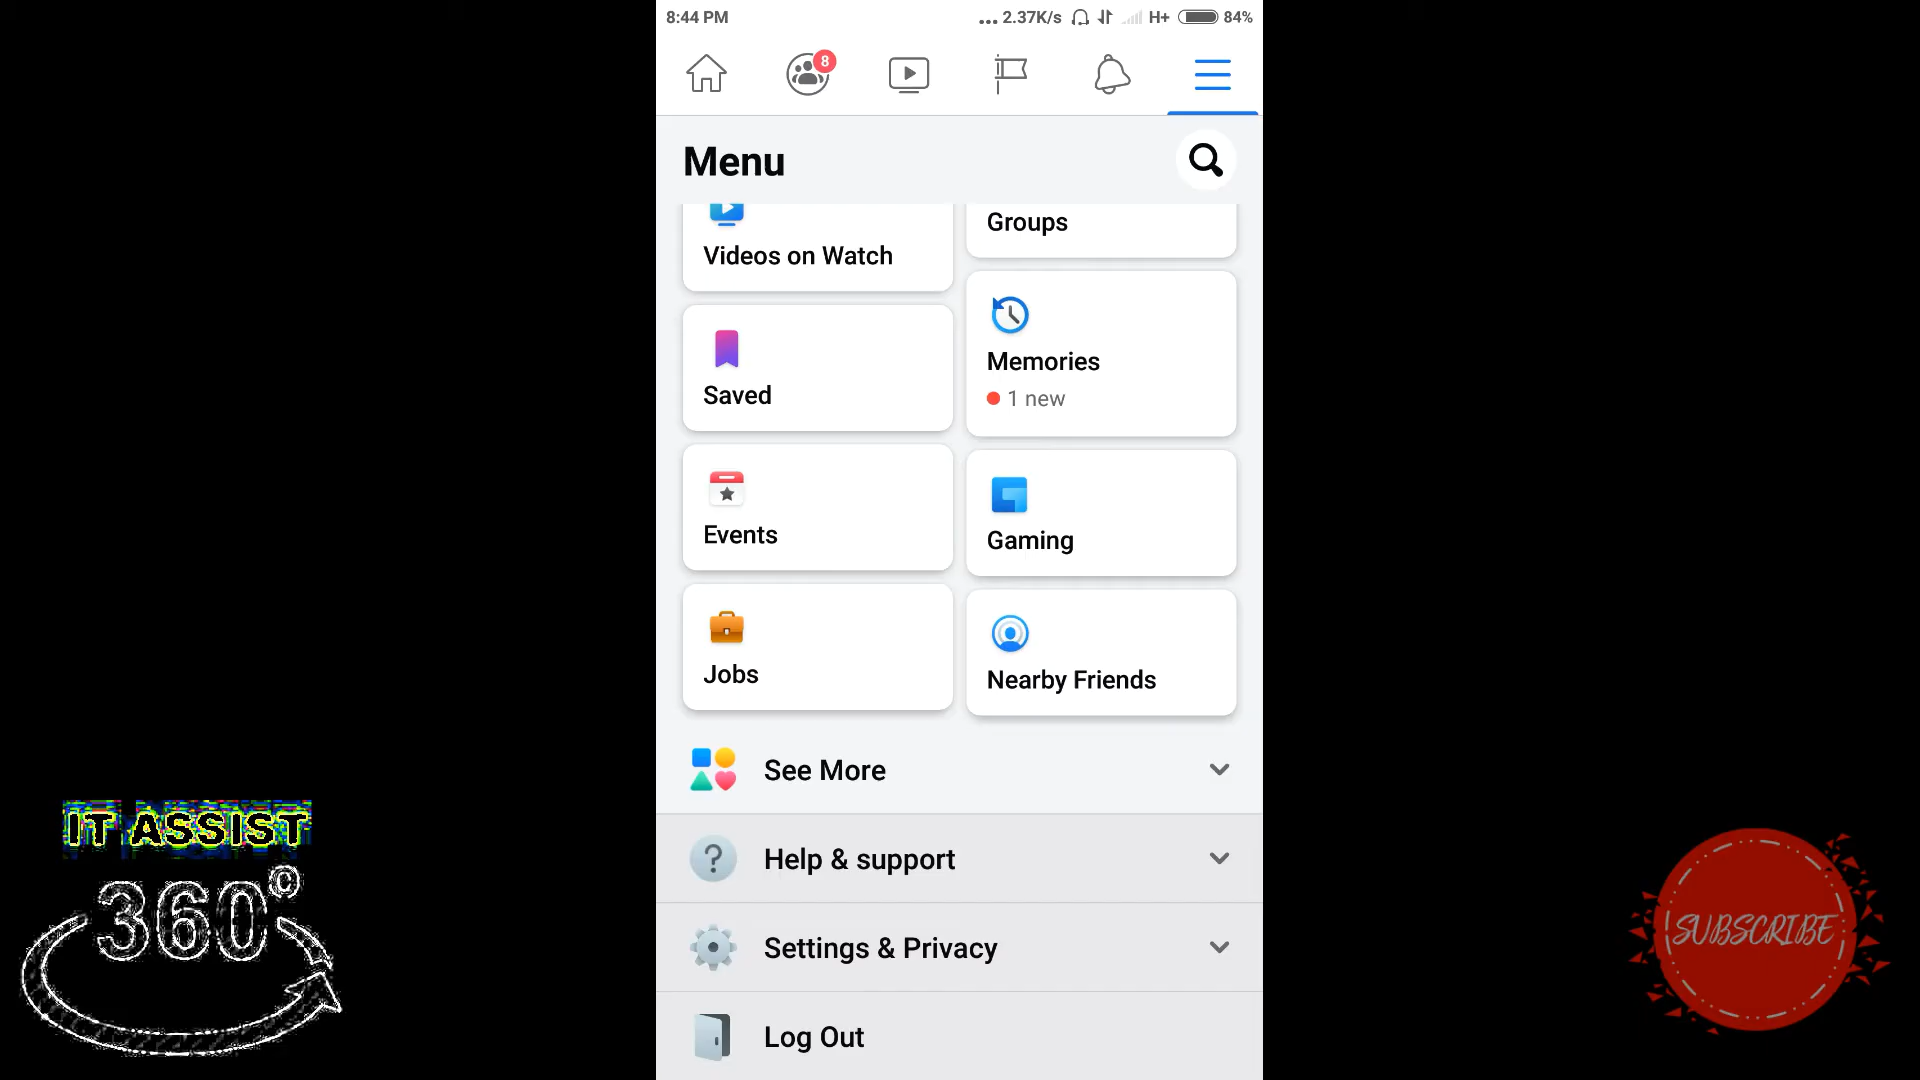 8:44 PM
... 2.37K/s H+ 84%
8
Menu
Videos on Watch
Groups
Saved
Memories
1 new
Events
Gaming
Jobs
Nearby Friends
See More
Help & support
Settings & Privacy
Log Out
IT ASSIST
360©
SUBSCRIBE